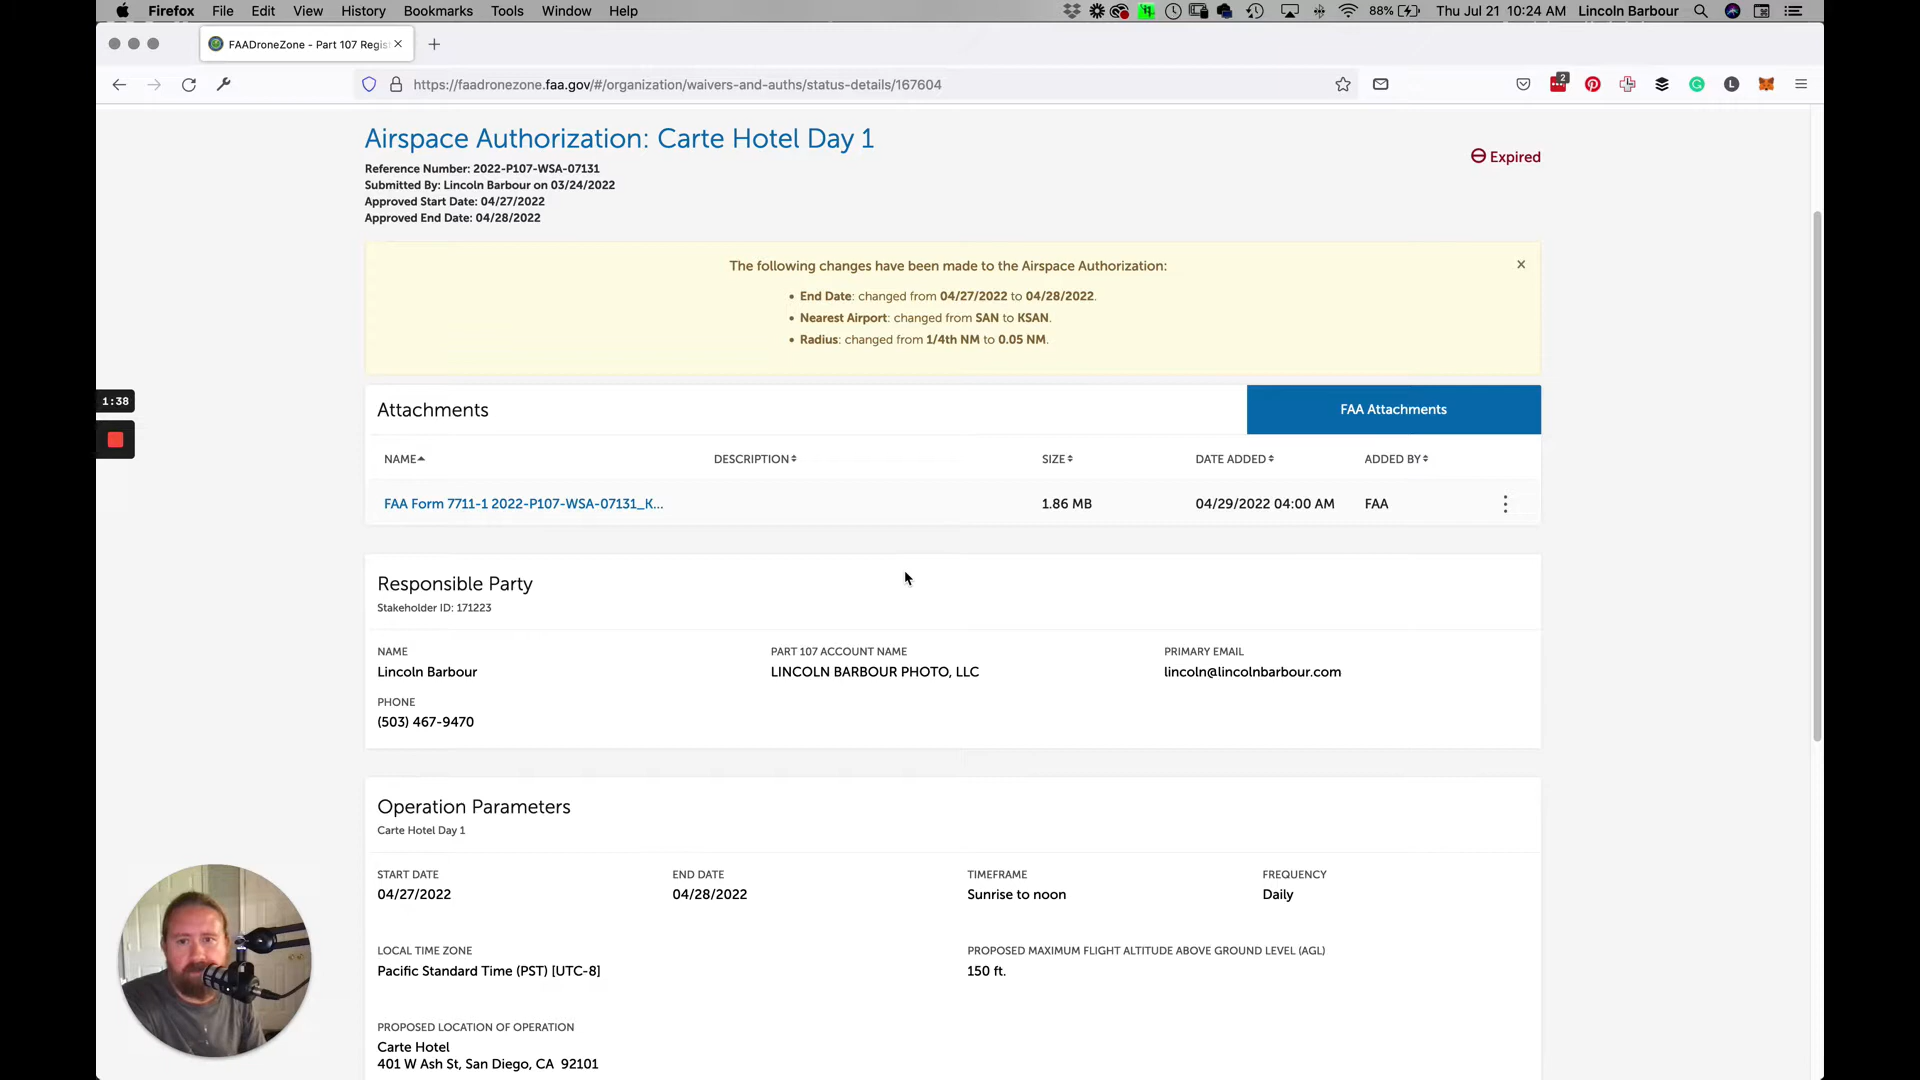 Firefox File Edit View History Bookmarks Tools Window Help 88% Thu Jul 21 10:24 AM Lincoln Barbour
FAADroneZone - Part 107 Regis
https://faadronezone.faa.gov/#/organization/waivers-and-auths/status-details/167604
2
L
Airspace Authorization: Carte Hotel Day 1
Expired
Reference Number: 2022-P107-WSA-07131
Submitted By: Lincoln Barbour on 03/24/2022
Approved Start Date: 04/27/2022
Approved End Date: 04/28/2022
The following changes have been made to the Airspace Authorization:
• End Date: changed from 04/27/2022 to 04/28/2022.
• Nearest Airport: changed from SAN to KSAN.
• Radius: changed from 1/4th NM to 0.05 NM.
1:38
Attachments FAA Attachments
NAME DESCRIPTION SIZE DATE ADDED ADDED BY
FAA Form 7711-1 2022-P107-WSA-07131_K... 1.86 MB 04/29/2022 04:00 AM FAA
Responsible Party
Stakeholder ID: 171223
NAME PART 107 ACCOUNT NAME PRIMARY EMAIL
Lincoln Barbour LINCOLN BARBOUR PHOTO, LLC lincoln@lincolnbarbour.com
PHONE
(503) 467-9470
Operation Parameters
Carte Hotel Day 1
START DATE END DATE TIMEFRAME FREQUENCY
04/27/2022 04/28/2022 Sunrise to noon Daily
LOCAL TIME ZONE PROPOSED MAXIMUM FLIGHT ALTITUDE ABOVE GROUND LEVEL (AGL)
Pacific Standard Time (PST) [UTC-8] 150 ft.
PROPOSED LOCATION OF OPERATION
Carte Hotel
401 W Ash St, San Diego, CA 92101